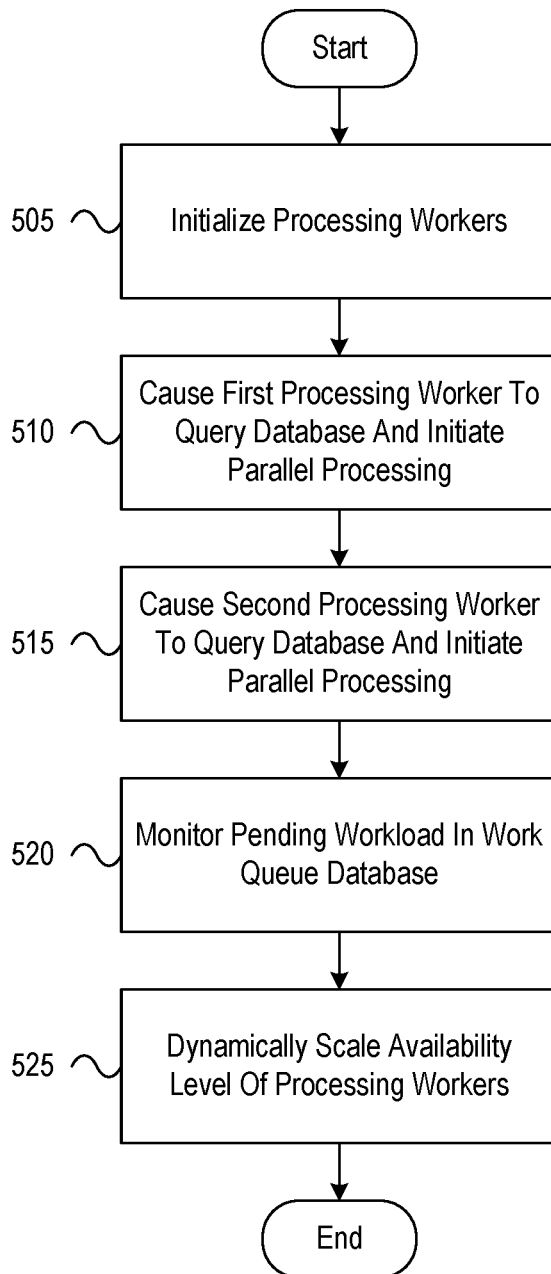 Start
505
Initialize Processing Workers
510
Cause First Processing Worker To
Query Database And Initiate
Parallel Processing
515
Cause Second Processing Worker
To Query Database And Initiate
Parallel Processing
520
Monitor Pending Workload In Work
Queue Database
525
Dynamically Scale Availability
Level Of Processing Workers
End